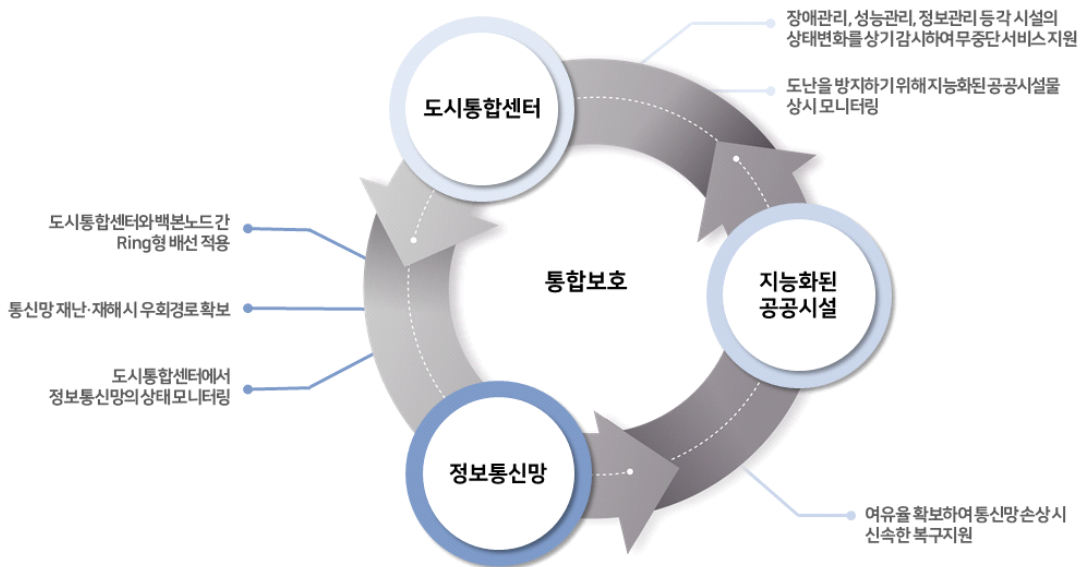 장애관리, 성능관리, 정보관리 등 각 시설의
상태변화를 상기 감시하여 무중단 서비스 지원
도난을 방지하기 위해 지능화된 공공시설물
상시 모니터링
도시통합센터
도시통합센터와 백본노드 간
Ring형 배선 적용
통신망 재난·재해 시 우회경로 확보
도시통합센터에서
정보통신망의 상태 모니터링
통합보호
지능화된
공공시설
정보통신망
여유율 확보하여 통신망 손상 시
신속한 복구지원